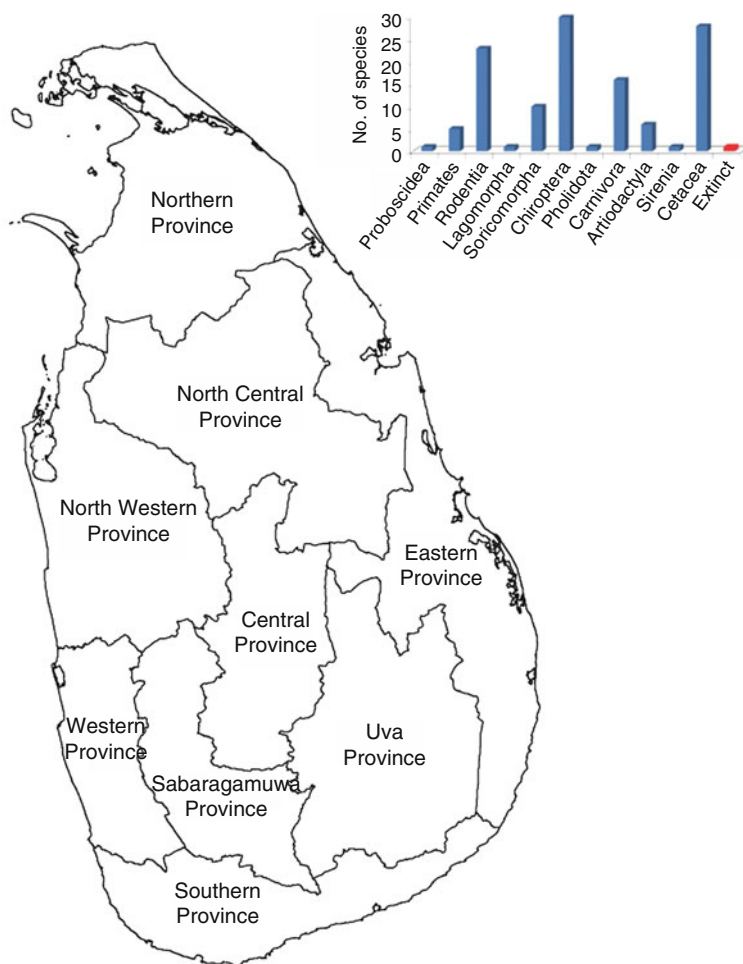 No. of species
30
25
20
15
10
5
0
Proboscidea
Primates
Rodentia
Lagomorpha
Soricomorpha
Chiroptera
Pholidota
Carnivora
Artiodactyla
Sirenia
Cetacea
Extinct
Northern
Province
North Central
Province
North Western
Province
Eastern
Province
Central
Province
Western
Province
Uva
Province
Sabaragamuwa
Province
Southern
Province